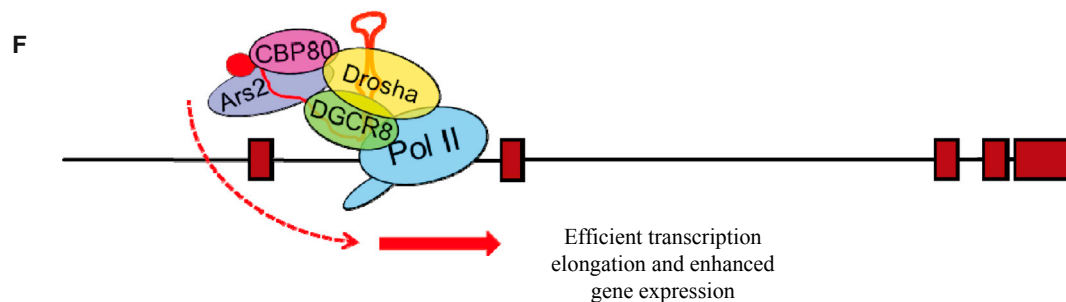 F
CBP80
Ars2
Drosha
DGCR8
Pol II
Efficient transcription
elongation and enhanced
gene expression